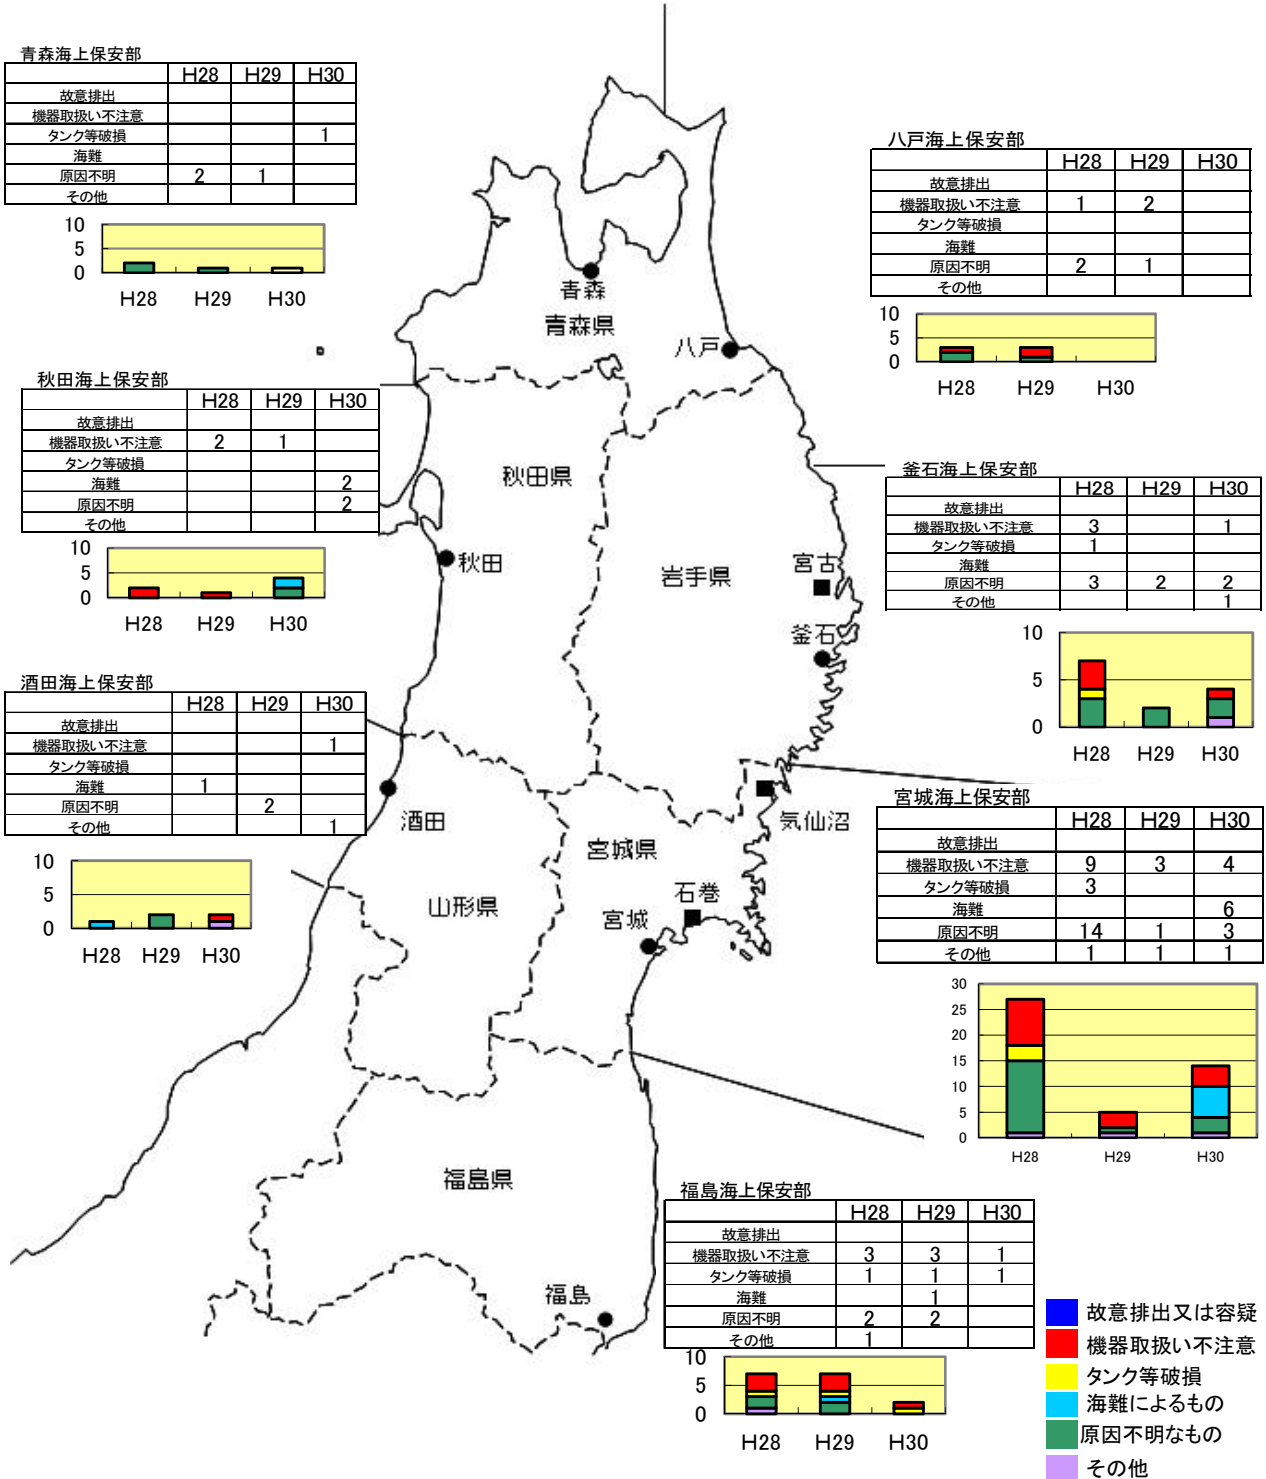 青森海上保安部
H28 H29 H30
故意排出
機器取扱い不注意
タンク等破損 1
海難
原因不明 2 1
その他
10
5
0
H28 H29 H30
八戸海上保安部
H28 H29 H30
故意排出
機器取扱い不注意 1 2
タンク等破損
海難
原因不明 2 1
その他
10
5
0
H28 H29 H30
秋田海上保安部
H28 H29 H30
故意排出
機器取扱い不注意 2 1
タンク等破損
海難 2
原因不明 2
その他
10
5
0
H28 H29 H30
釜石海上保安部
H28 H29 H30
故意排出
機器取扱い不注意 3 1
タンク等破損 1
海難
原因不明 3 2 2
その他 1
10
5
0
H28 H29 H30
酒田海上保安部
H28 H29 H30
故意排出
機器取扱い不注意 1
タンク等破損
海難 1
原因不明 2
その他 1
10
5
0
H28 H29 H30
宮城海上保安部
H28 H29 H30
故意排出
機器取扱い不注意 9 3 4
タンク等破損 3
海難 6
原因不明 14 1 3
その他 1 1 1
30
25
20
15
10
5
0
H28 H29 H30
福島海上保安部
H28 H29 H30
故意排出
機器取扱い不注意 3 3 1
タンク等破損 1 1 1
海難 1
原因不明 2 2
その他 1
10
5
0
H28 H29 H30
青森
青森県
八戸
秋田県
秋田
岩手県
宮古
釜石
酒田
気仙沼
宮城県
石巻
山形県
宮城
福島県
福島
故意排出又は容疑
機器取扱い不注意
タンク等破損
海難によるもの
原因不明なもの
その他